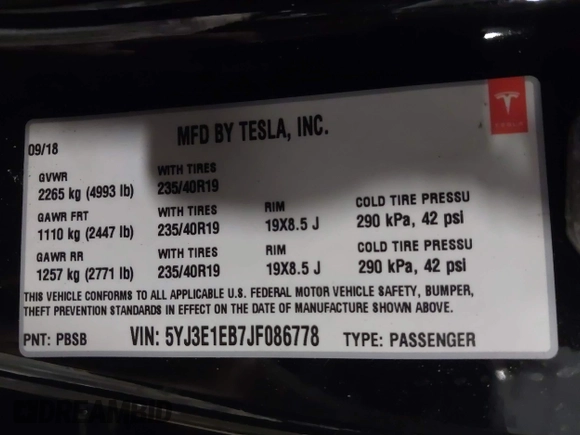 MFD BY TESLA, INC.
TESLA
09/18
GVWR WITH TIRES
2265 kg (4993 lb) 235/40R19
GAWR FRT WITH TIRES RIM COLD TIRE PRESSU
1110 kg (2447 lb) 235/40R19 19X8.5 J 290 kPa, 42 psi
GAWR RR WITH TIRES RIM COLD TIRE PRESSU
1257 kg (2771 lb) 235/40R19 19X8.5 J 290 kPa, 42 psi
THIS VEHICLE CONFORMS TO ALL APPLICABLE U.S. FEDERAL MOTOR VEHICLE SAFETY, BUMPER,
THEFT PREVENTION STANDARDS IN EFFECT ON THE DATE OF MANUFACTURE SHOWN ABOVE.
PNT: PBSB VIN: 5YJ3E1EB7JF086778 TYPE: PASSENGER
DREAMBID